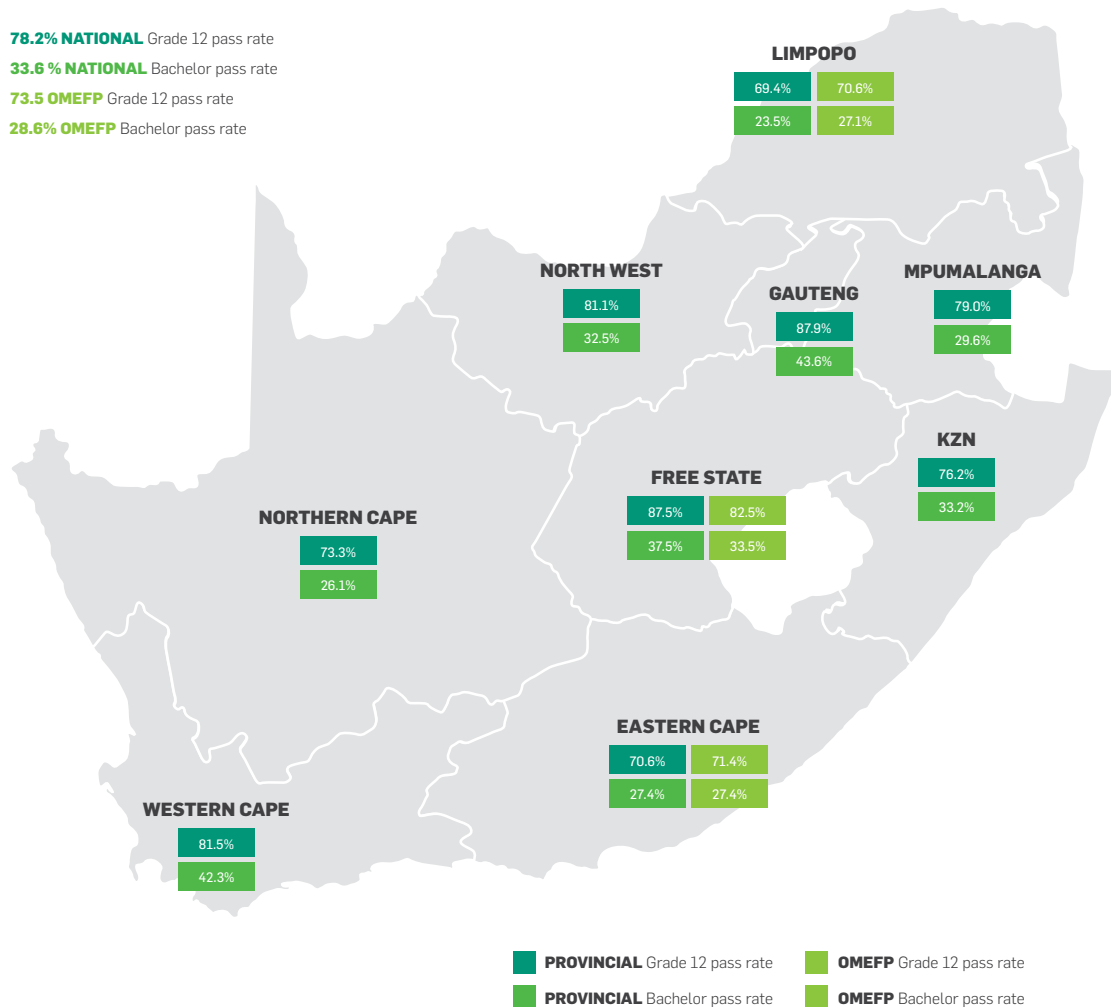 78.2% NATIONAL Grade 12 pass rate
33.6 % NATIONAL Bachelor pass rate
73.5 OMEFP Grade 12 pass rate
28.6% OMEFP Bachelor pass rate
LIMPOPO
69.4% 70.6%
23.5% 27.1%
NORTH WEST
81.1%
32.5%
GAUTENG
87.9%
43.6%
MPUMALANGA
79.0%
29.6%
KZN
76.2%
33.2%
FREE STATE
87.5% 82.5%
37.5% 33.5%
NORTHERN CAPE
73.3%
26.1%
EASTERN CAPE
70.6% 71.4%
27.4% 27.4%
WESTERN CAPE
81.5%
42.3%
PROVINCIAL Grade 12 pass rate
OMEFP Grade 12 pass rate
PROVINCIAL Bachelor pass rate
OMEFP Bachelor pass rate